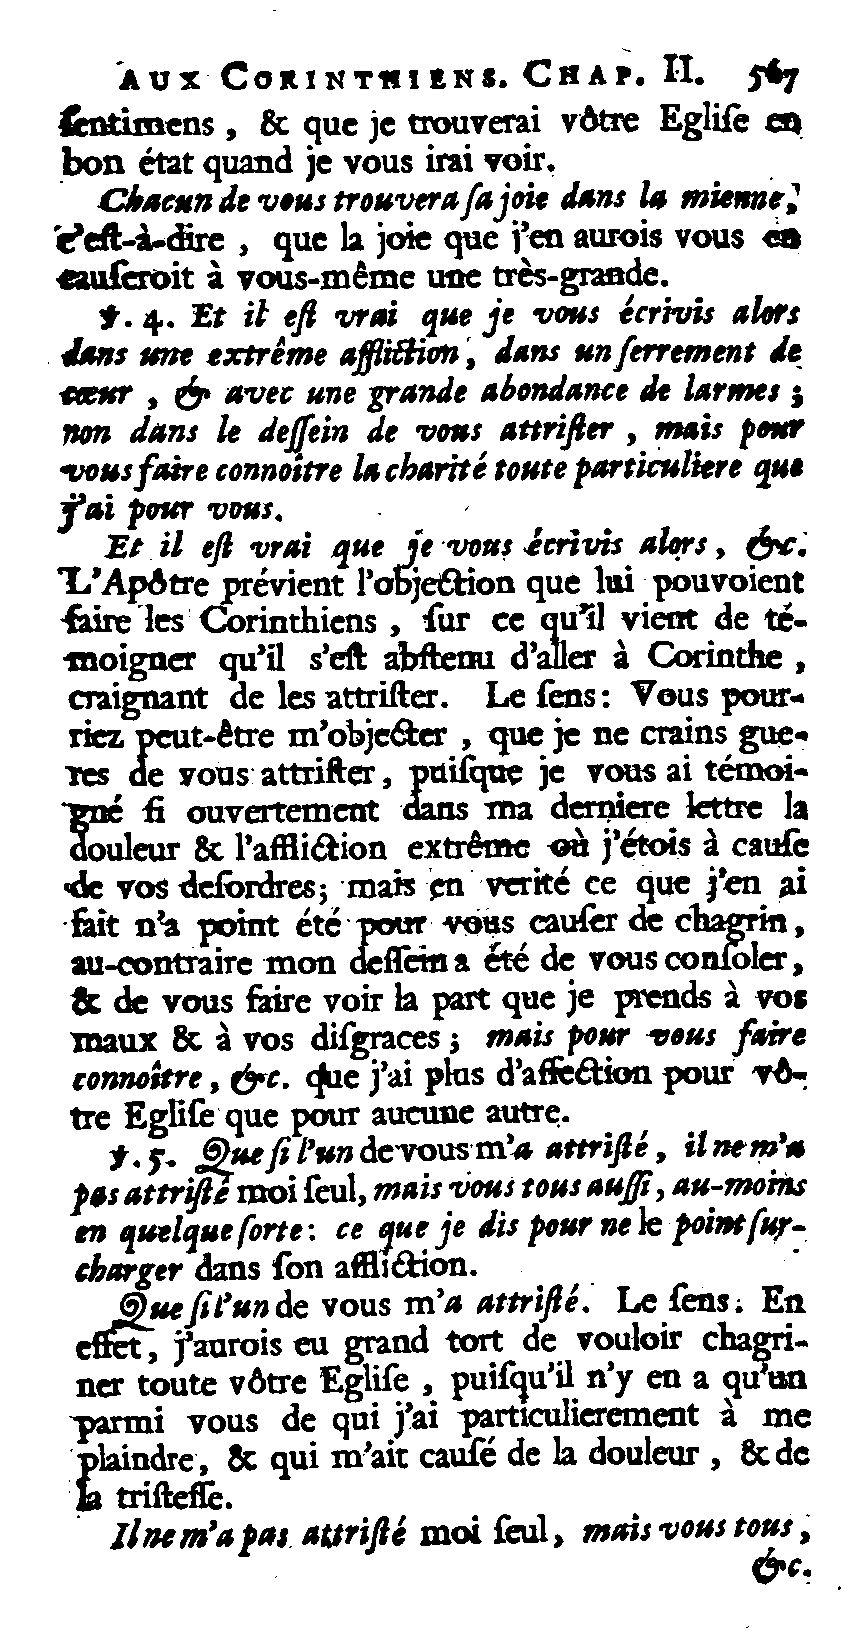 AUX CORINTHIENS. CHAP. II. 567
ſentimens, & que je trouverai vôtre Egliſe en
bon état quand je vous irai voir.
Chacun de vous trouvera ſa joie dans la mienne,
c'eſt-à-dire, que la joie que j'en aurois vous en
cauſeroit à vous-même une très-grande.
℣. 4. Et il eſt vrai que je vous écrivis alors
dans une extrême affliction, dans un ſerrement de
cœur, & avec une grande abondance de larmes;
non dans le deſſein de vous attriſter, mais pour
vous faire connoître la charité toute particuliere que
j'ai pour vous.
Et il eſt vrai que je vous écrivis alors, &c.
L'Apôtre prévient l'objection que lui pouvoient
faire les Corinthiens, ſur ce qu'il vient de té-
moigner qu'il s'eſt abſtenu d'aller à Corinthe,
craignant de les attriſter. Le ſens: Vous pour-
riez peut-être m'objecter, que je ne crains gue-
res de vous attriſter, puiſque je vous ai témoi-
gné ſi ouvertement dans ma derniere lettre la
douleur & l'affliction extrême où j'étois à cauſe
de vos deſordres; mais en verité ce que j'en ai
fait n'a point été pour vous cauſer de chagrin,
au-contraire mon deſſein a été de vous conſoler,
& de vous faire voir la part que je prends à vos
maux & à vos diſgraces; mais pour vous faire
connoître, &c. que j'ai plus d'affection pour vô-
tre Egliſe que pour aucune autre.
℣. 5. Que ſi l'un de vous m'a attriſté, il ne m'a
pas attriſté moi ſeul, mais vous tous auſſi, au-moins
en quelque ſorte: ce que je dis pour ne le point ſur-
charger dans ſon affliction.
Que ſi l'un de vous m'a attriſté. Le ſens: En
effet, j'aurois eu grand tort de vouloir chagri-
ner toute vôtre Egliſe, puiſqu'il n'y en a qu'un
parmi vous de qui j'ai particulierement à me
plaindre, & qui m'ait cauſé de la douleur, & de
la triſteſſe.
Il ne m'a pas attriſté moi ſeul, mais vous tous,
&c.